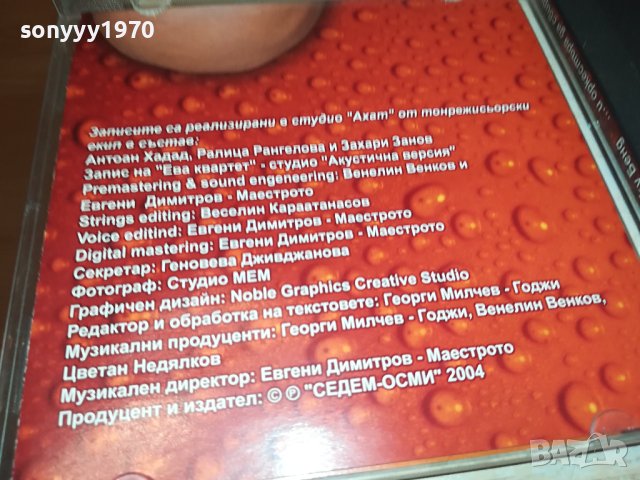 sonyyy1970
Записите са реализирани в студио "Ахат" от тонрежисьорски
екип в състав:
Антоан Хадад, Ралица Рангелова и Захари Занов
Запис на "Ева квартет" - студио "Акустична версия"
Premastering & sound engeneering: Венелин Венков и
Евгени Димитров - Маестрото
Strings editing: Веселин Караатанасов
Voice editind: Евгени Димитров - Маестрото
Digital mastering: Евгени Димитров - Маестрото
Секретар: Геновева Дживджанова
Фотограф: Студио МЕМ
Графичен дизайн: Noble Graphics Creative Studio
Редактор и обработка на текстовете: Георги Милчев - Годжи
Музикални продуценти: Георги Милчев - Годжи, Венелин Венков,
Цветан Недялков
Музикален директор: Евгени Димитров - Маестрото
Продуцент и издател: © ℗ "СЕДЕМ-ОСМИ" 2004
BAZAR